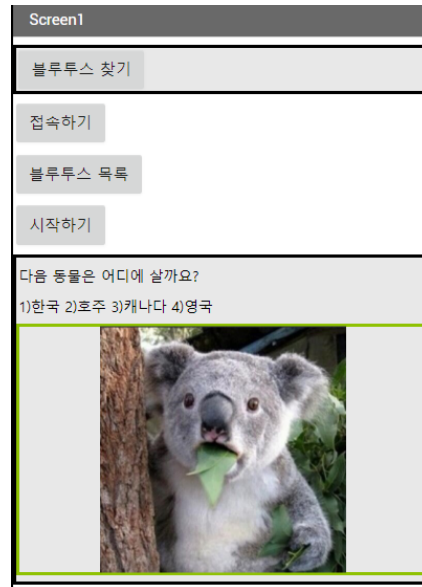 Screen1
블루투스 찾기
접속하기
블루투스 목록
시작하기
다음 동물은 어디에 살까요?
1)한국 2)호주 3)캐나다 4)영국